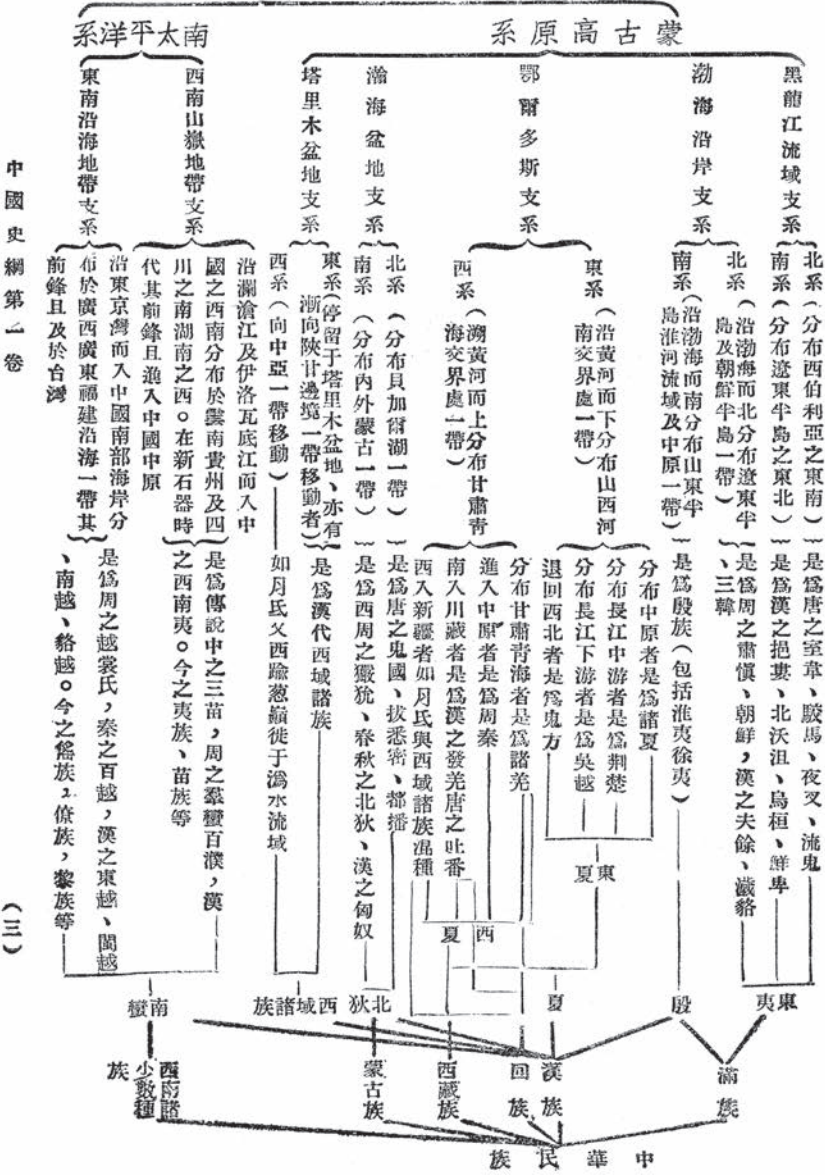 蒙古高原系
黑龍江流域支系
北系（分布西伯利亞之東南）
是爲唐之室韋、駮馬、夜叉、流鬼
南系（分布遼東半島之東北）
是爲漢之挹婁、北沃沮、烏桓、鮮卑
渤海沿岸支系
北系（沿渤海而北分布遼東半
島及朝鮮半島一帶）
是爲周之肅愼、朝鮮，漢之夫餘、濊貉
、三韓
南系（沿渤海而南分布山東半
島淮河流域及中原一帶）
是爲殷族（包括淮夷徐夷）
鄂爾多斯支系
東系（沿黃河而下分布山西河
南交界處一帶）
分布中原者是爲諸夏
分布長江中游者是爲荆楚
分布長江下游者是爲吳越
退回西北者是爲鬼方
西系（溯黃河而上分布甘肅靑
海交界處一帶）
分布甘肅靑海者是爲諸羌
進入中原者是爲周秦
南入川藏者是爲漢之發羌唐之吐番
西入新疆者如月氏與西域諸族混種
瀚海盆地支系
北系（分布貝加爾湖一帶）
是爲唐之鬼國、拔悉密、都播
南系（分布內外蒙古一帶）
是爲西周之玁狁、春秋之北狄、漢之匈奴
塔里木盆地支系
東系（停留于塔里木盆地、亦有
漸向陝甘邊境一帶移動者）
是爲漢代西域諸族
西系（向中亞一帶移動）
如月氏又西踰葱嶺徙于潙水流域
南太平洋系
西南山嶽地帶支系
沿瀾滄江及伊洛瓦底江而入中
國之西南分布於雲南貴州及四
川之南湖南之西。在新石器時
代其前鋒且進入中國中原
是爲傳說中之三苗，周之羣蠻百濮，漢
之西南夷。今之夷族、苗族等
東南沿海地帶支系
沿東京灣而入中國南部海岸分
布於廣西廣東福建沿海一帶其
前鋒且及於台灣
是爲周之越裳氏，秦之百越，漢之東越、閩越
、南越、駱越。今之傜族，僚族，黎族等
東夏
西夏
東夷
殷
夏
北狄
西域諸族
南蠻
滿族
漢族
回族
西藏族
蒙古族
西南諸
少數種
族
中華民族
中國史綱第一卷
（三）